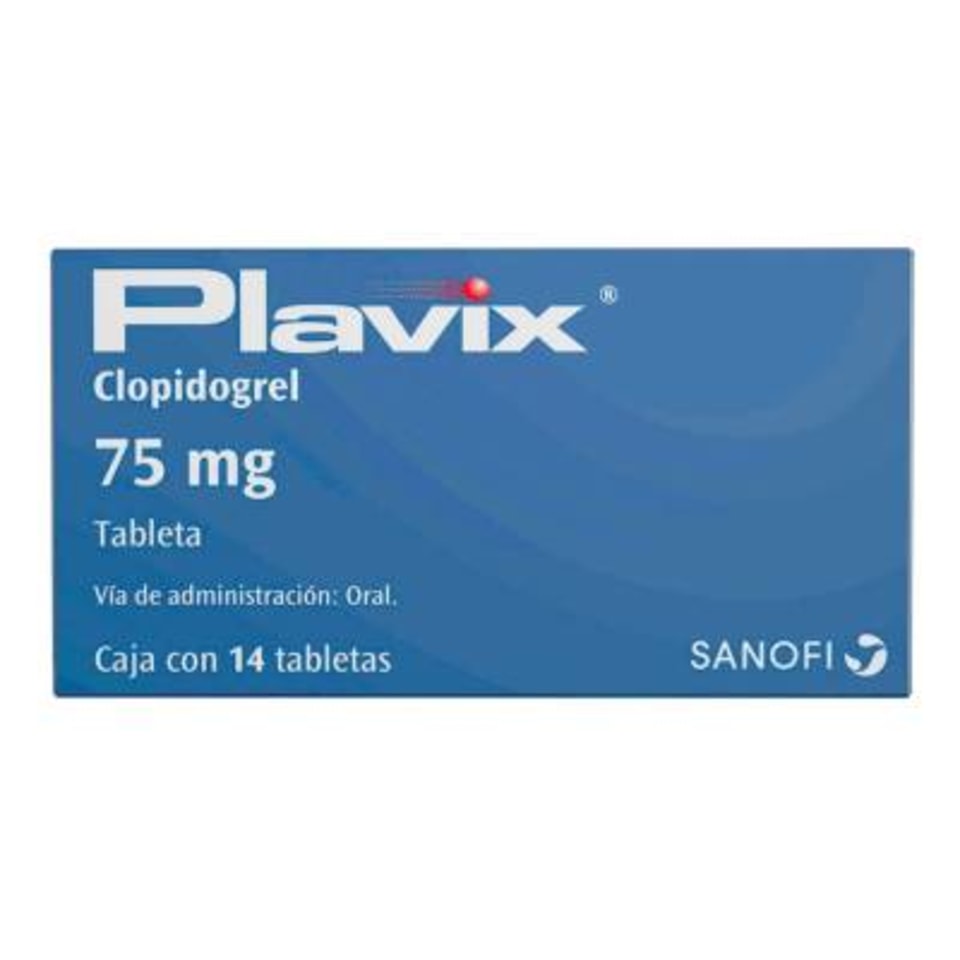 Plavix®
Clopidogrel
75 mg
Tableta
Vía de administración: Oral.
Caja con 14 tabletas
SANOFI